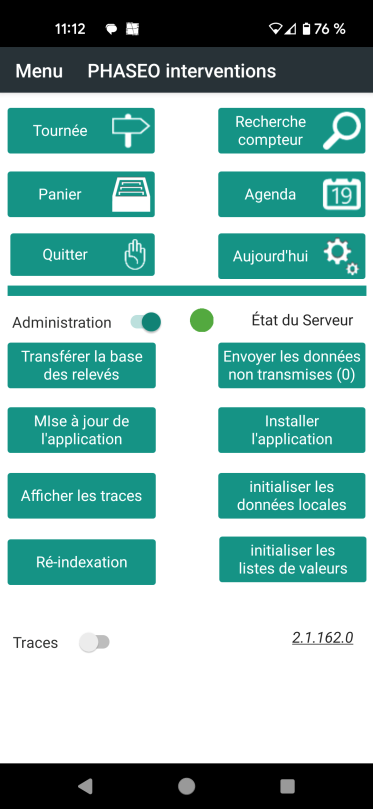 11:12
76 %
Menu PHASEO interventions
Tournée
Recherche
compteur
Panier
Agenda
19
Quitter
Aujourd'hui
Administration
État du Serveur
Transférer la base
des relevés
Envoyer les données
non transmises (0)
MIse à jour de
l'application
Installer
l'application
Afficher les traces
initialiser les
données locales
Ré-indexation
initialiser les
listes de valeurs
Traces
2.1.162.0